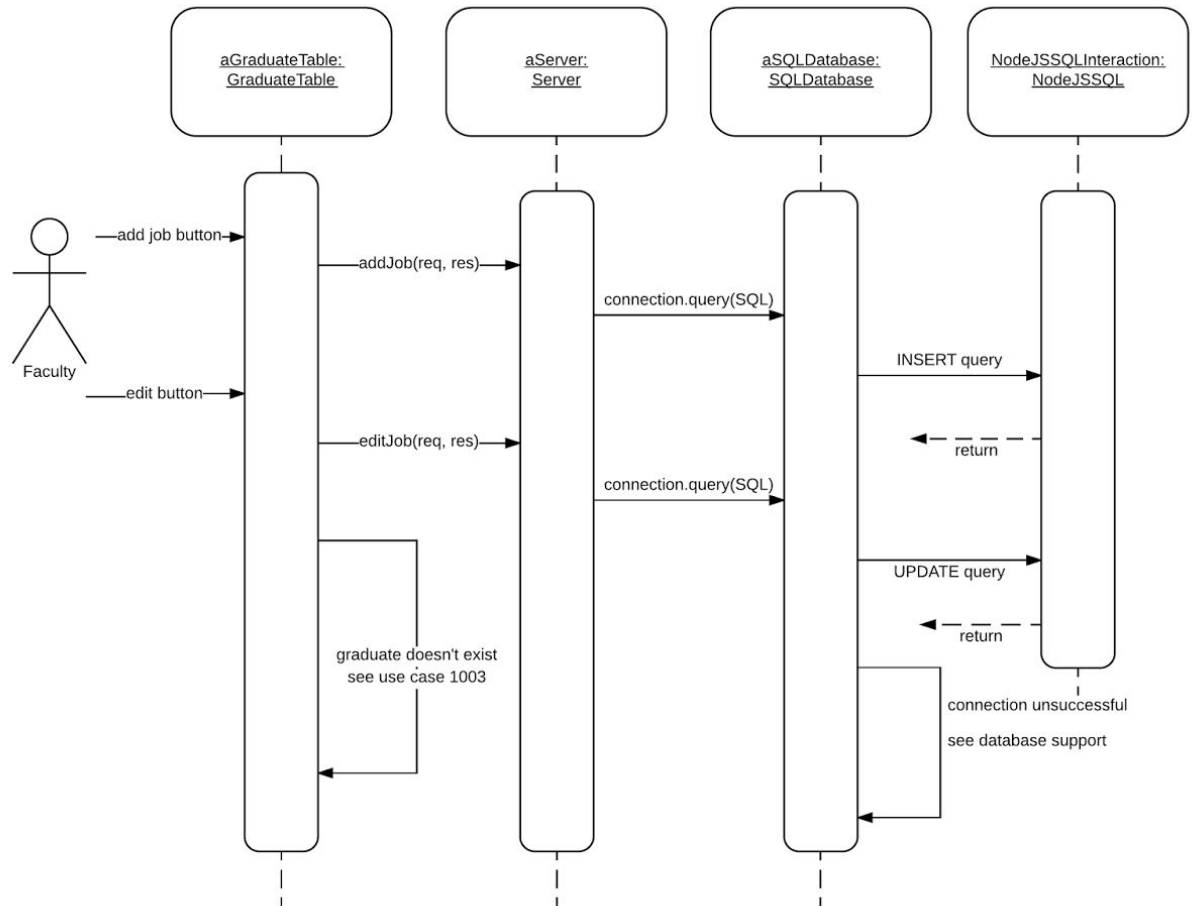 aGraduateTable:
GraduateTable
aServer:
Server
aSQLDatabase:
SQLDatabase
NodeJSSQLInteraction:
NodeJSSQL
add job button
addJob(req, res)
connection.query(SQL)
INSERT query
Faculty
edit button
editJob(req, res)
return
connection.query(SQL)
UPDATE query
return
graduate doesn't exist
see use case 1003
connection unsuccessful
see database support